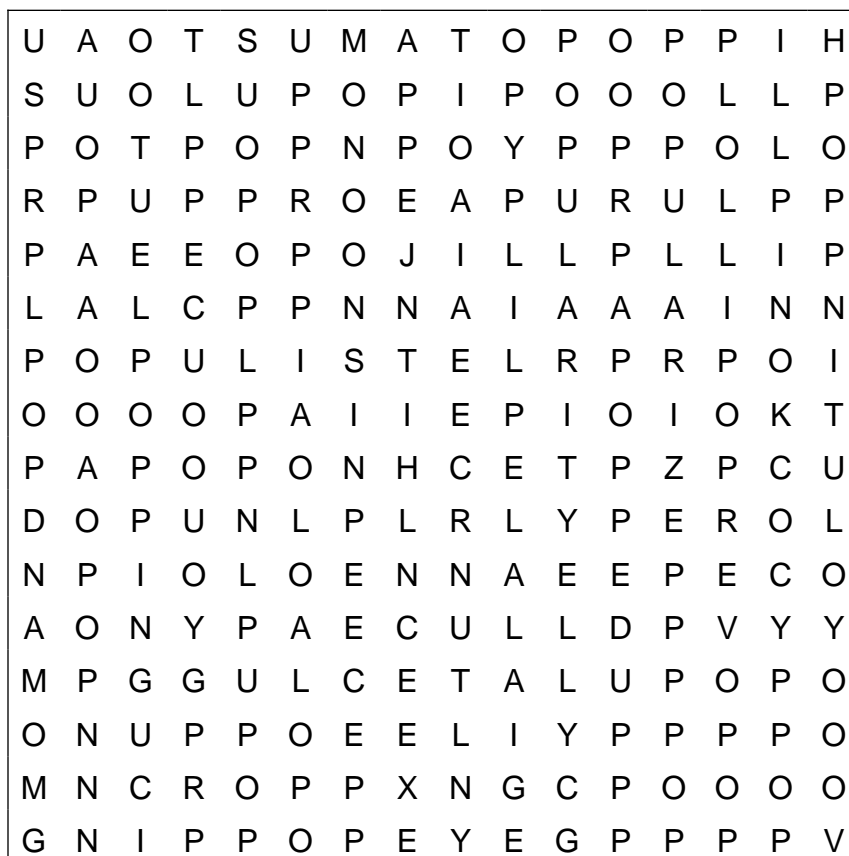 U A O T S U M A T O P O P P I H
S U O L U P O P I P O O O L L P
P O T P O P N P O Y P P P O L O
R P U P P R O E A P U R U L P P
P A E E O P O J I L L P L L I P
L A L C P P N N A I A A A I N N
P O P U L I S T E L R P R P O I
O O O O P A I I E P I O I O K T
P A P O P O N H C E T P Z P C U
D O P U N L P L R L Y P E R O L
N P I O L O E N N A E E P E C O
A O N Y P A E C U L L D P V Y Y
M P G G U L C E T A L U P O P O
O N U P P O E E L I Y P P P P O
M N C R O P P X N G C P O O O O
G N I P P O P E Y E G P P P P V